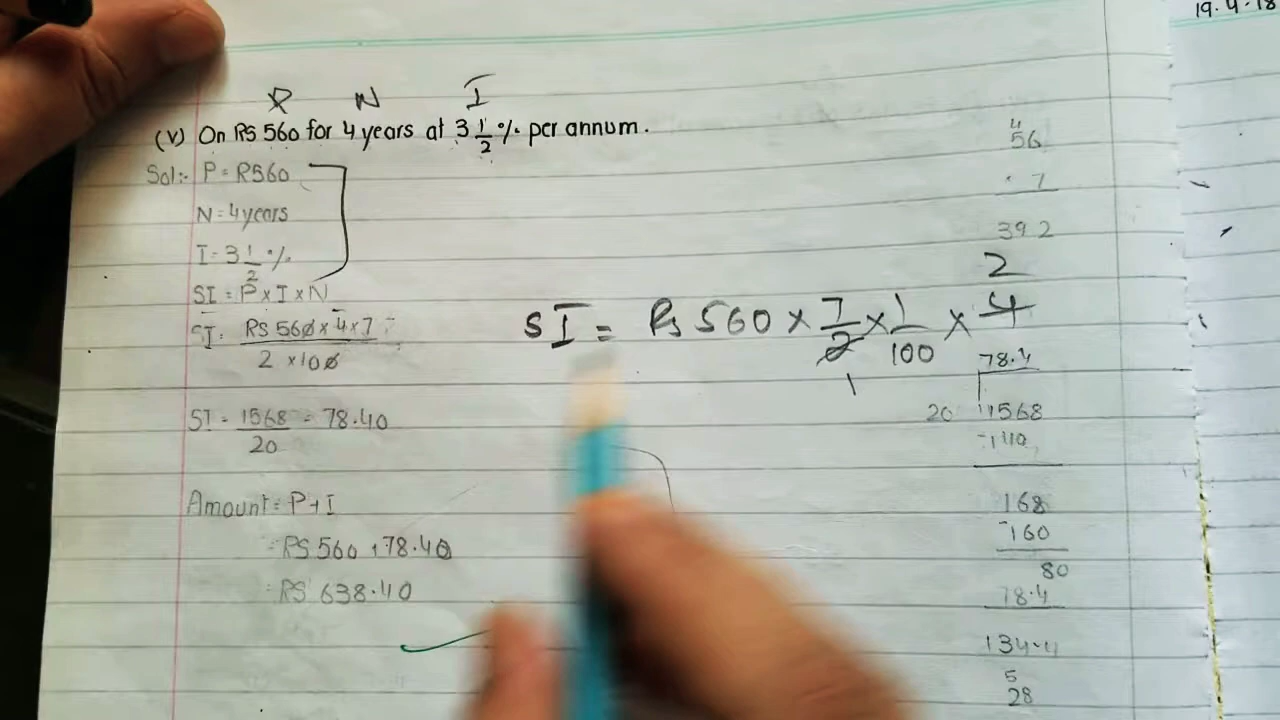 19.4.18
P N I
(V) On RS 560 for 4 years at 3 1/2 % per annum.
Sol:- P = RS560
N = 4 years
I = 3 1/2 %
SI = P x I x N
SI = RS 560 x 4 x 7 / 2 x 100
SI = 1568 / 20 = 78.40
Amount = P + I
= RS 560 + 78.40
= RS 638.40
SI = Rs 560 x 7/2 x 1/100 x 4
1
2
4
56
7
392
78.4
20 1568
-140
168
-160
80
78.4
134.4
5
28